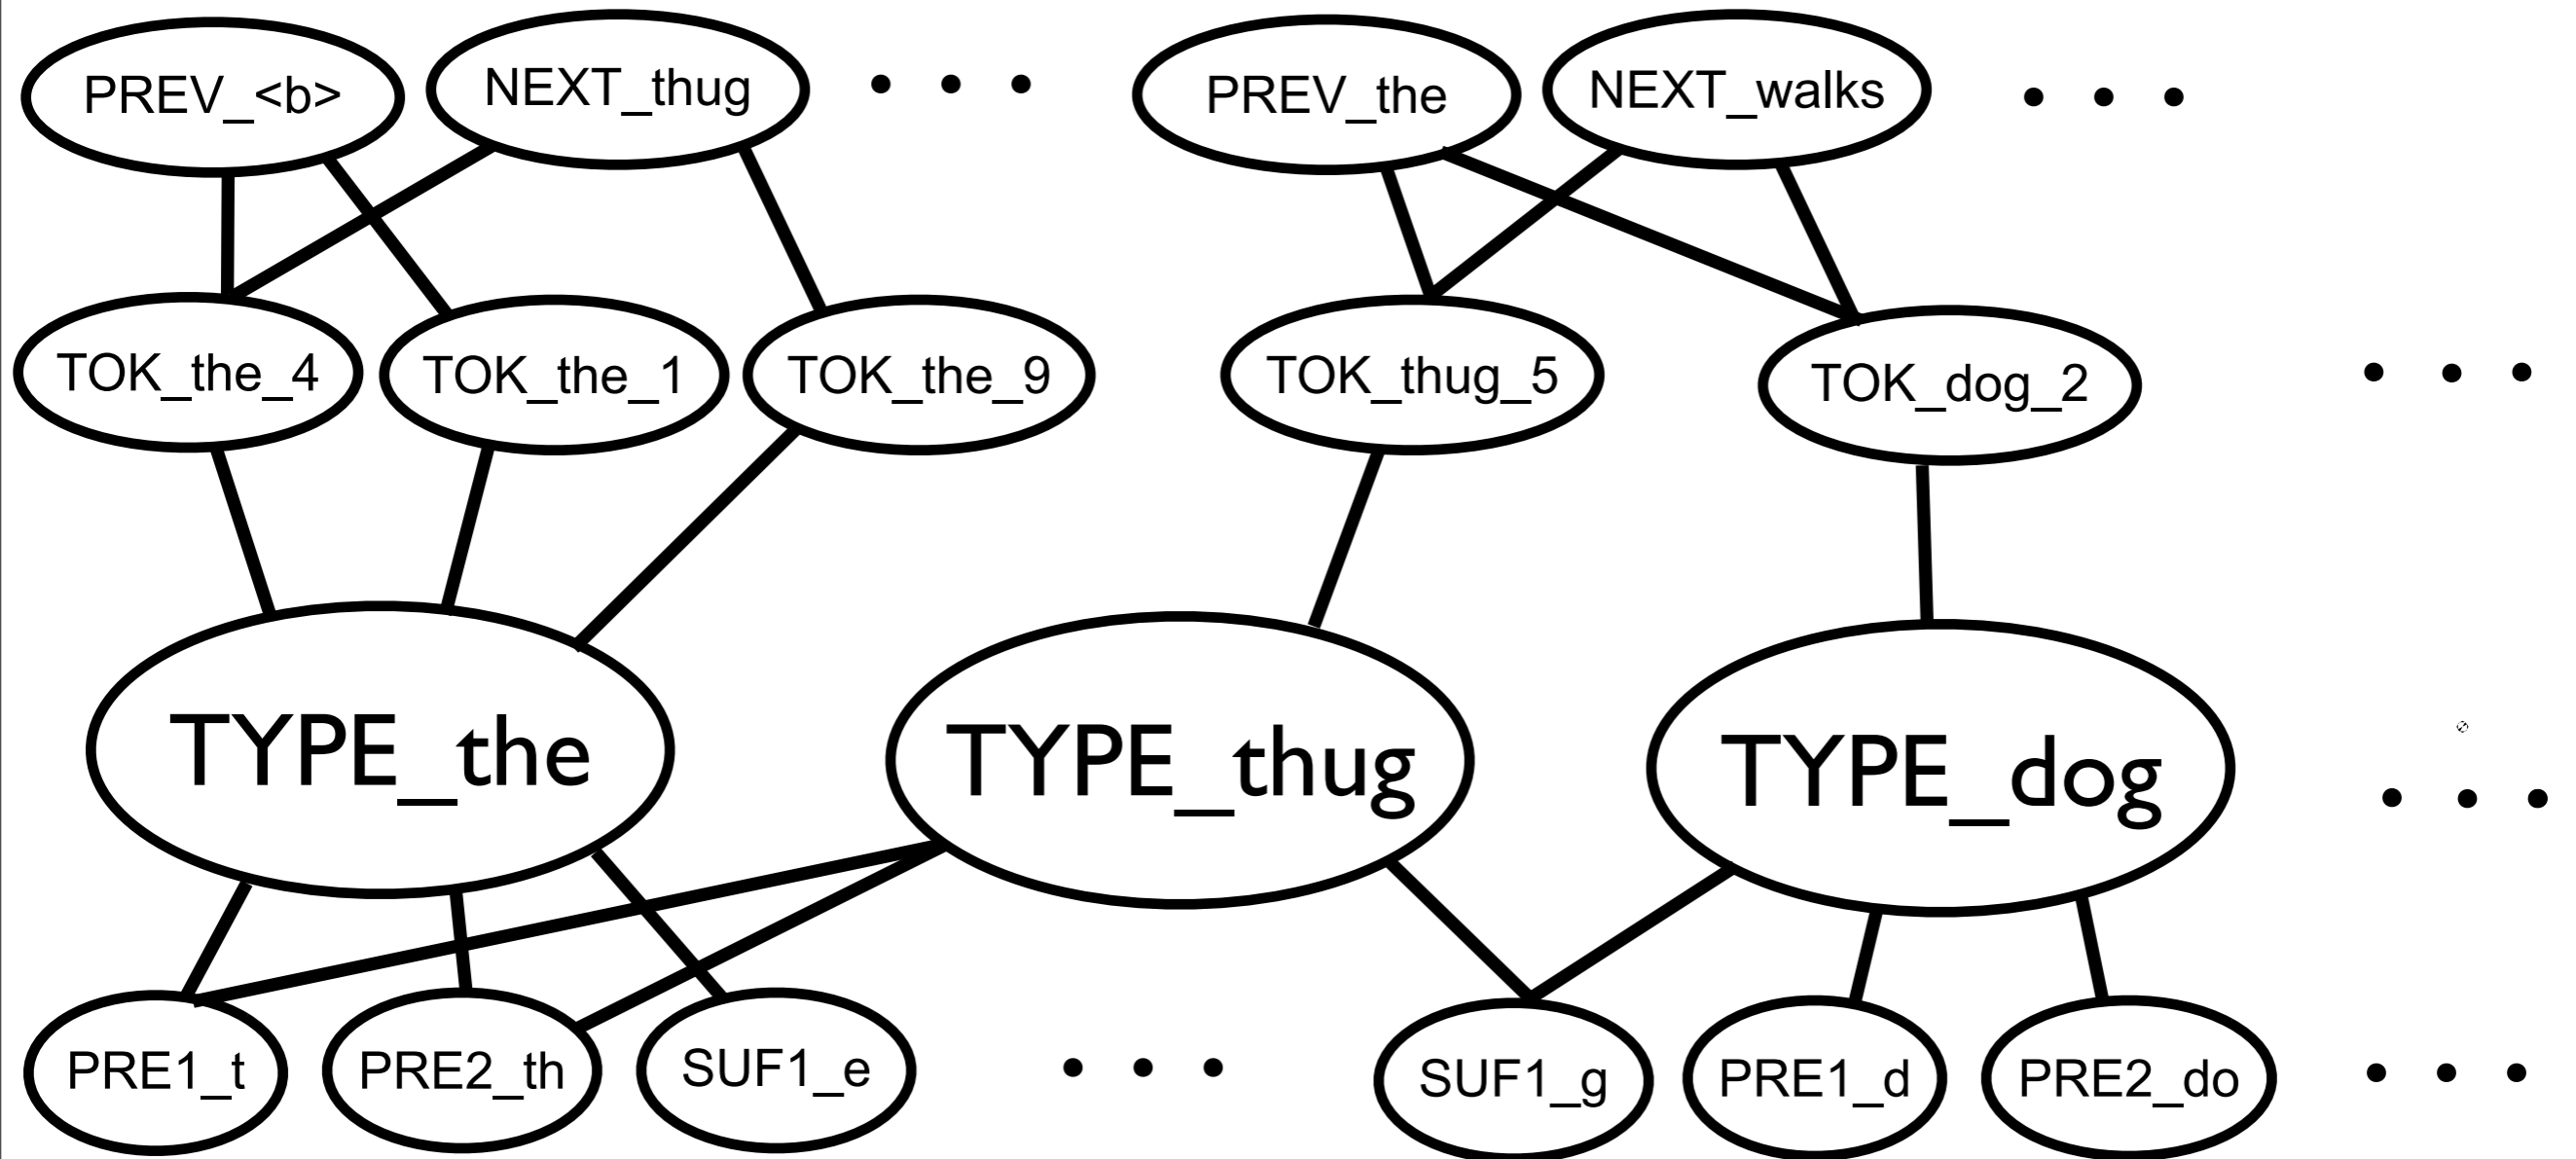 PREV_<b>
NEXT_thug
PREV_the
NEXT_walks
TOK_the_4
TOK_the_1
TOK_the_9
TOK_thug_5
TOK_dog_2
TYPE_the
TYPE_thug
TYPE_dog
PRE1_t
PRE2_th
SUF1_e
SUF1_g
PRE1_d
PRE2_do